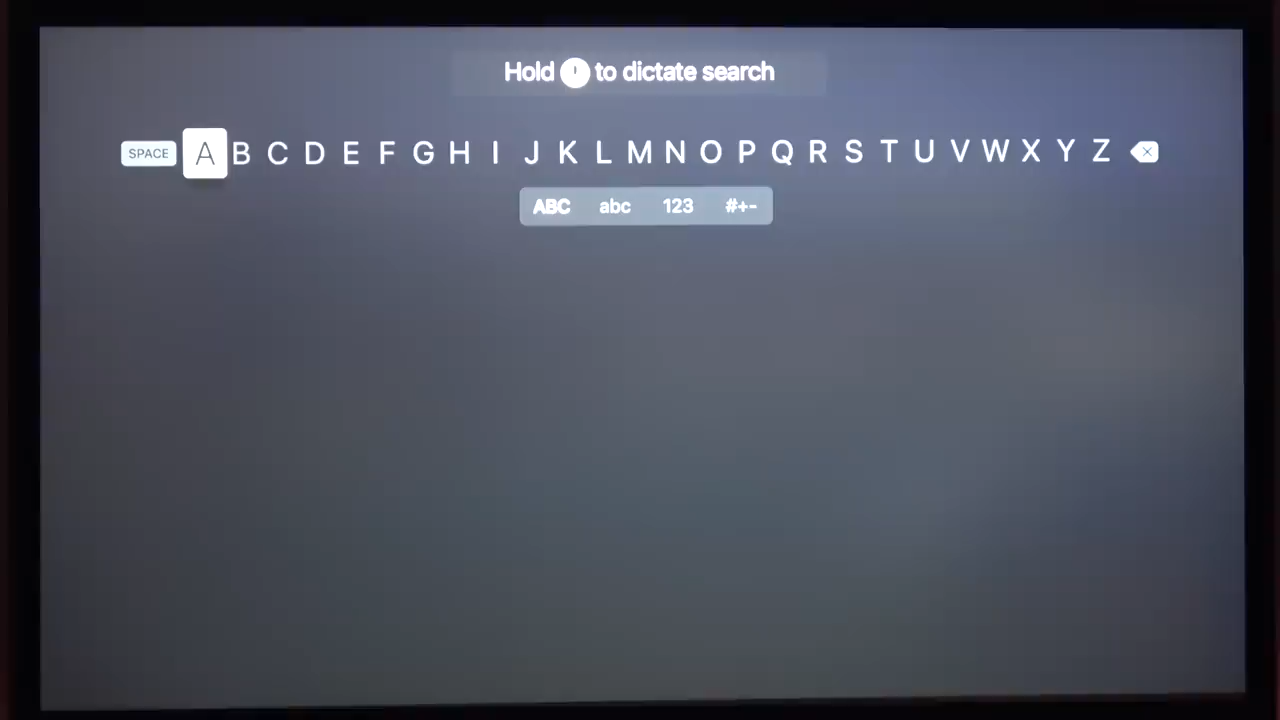 Hold to dictate search
SPACE A B C D E F G H I J K L M N O P Q R S T U V W X Y Z
ABC abc 123 #+-